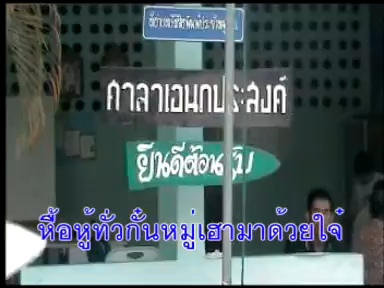 ศาลาเอนกประสงค์
ยินดีต้อนรับ
หื้อหู้ทั่วกั๋นหมู่เฮามาด้วยใจ๋